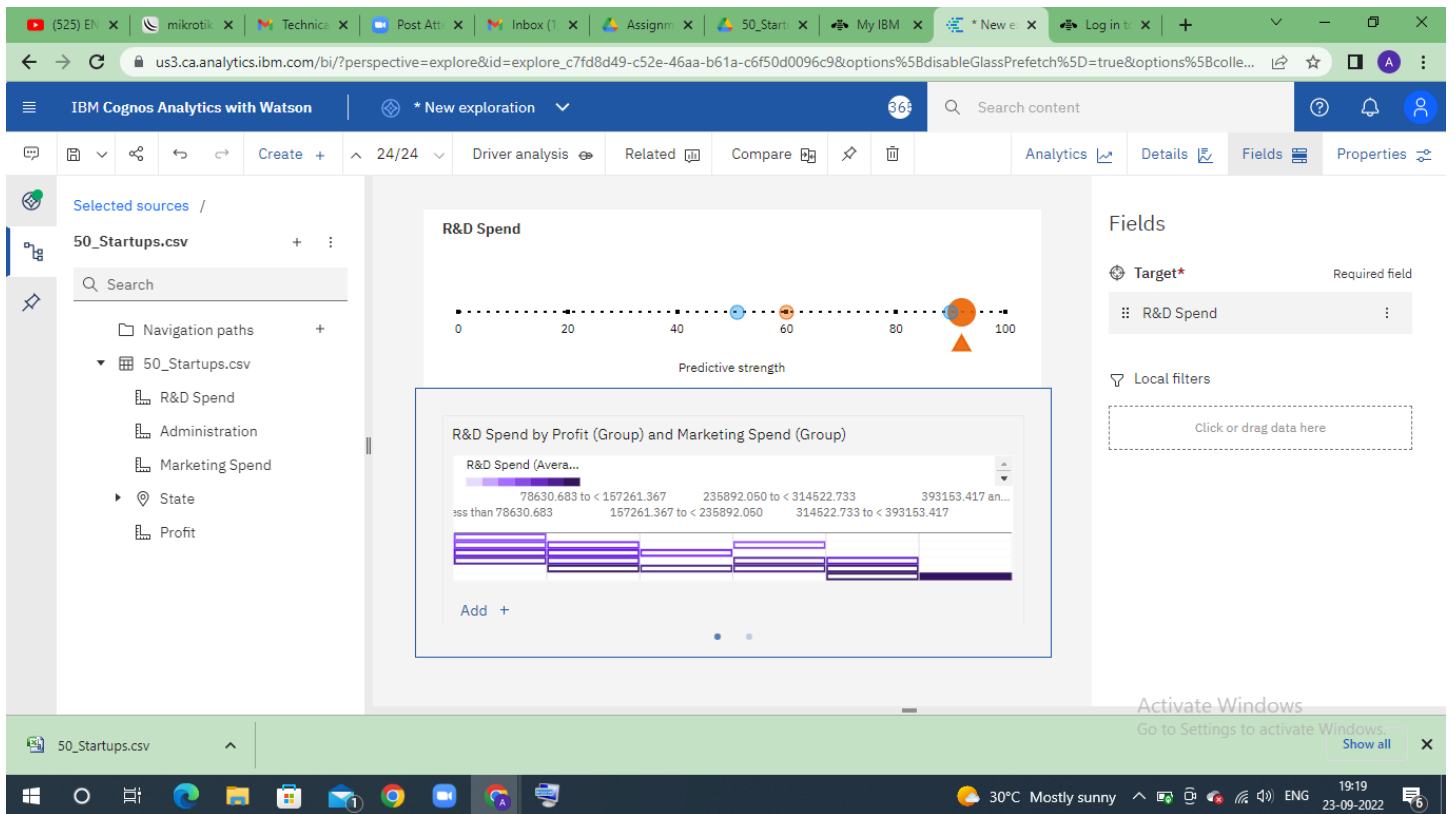 (525) EN
mikrotik
Technica
Post Atte
Inbox (1
Assignm
50_Start
My IBM
* New e
Log in to
us3.ca.analytics.ibm.com/bi/?perspective=explore&id=explore_c7fd8d49-c52e-46aa-b61a-c6f50d0096c9&options%5BdisableGlassPrefetch%5D=true&options%5Bcolle...
A
IBM Cognos Analytics with Watson
* New exploration
Search content
Create +
24/24
Driver analysis
Related
Compare
Analytics
Details
Fields
Properties
Selected sources /
50_Startups.csv
Search
Navigation paths
50_Startups.csv
R&D Spend
Administration
Marketing Spend
State
Profit
R&D Spend
0 20 40 60 80 100
Predictive strength
R&D Spend by Profit (Group) and Marketing Spend (Group)
R&D Spend (Avera...
78630.683 to < 157261.367 235892.050 to < 314522.733 393153.417 an...
ess than 78630.683 157261.367 to < 235892.050 314522.733 to < 393153.417
Add +
Fields
Target* Required field
R&D Spend
Local filters
Click or drag data here
Activate Windows
Go to Settings to activate Windows.
50_Startups.csv
Show all
1
A
30°C Mostly sunny
ENG
19:19
23-09-2022
6